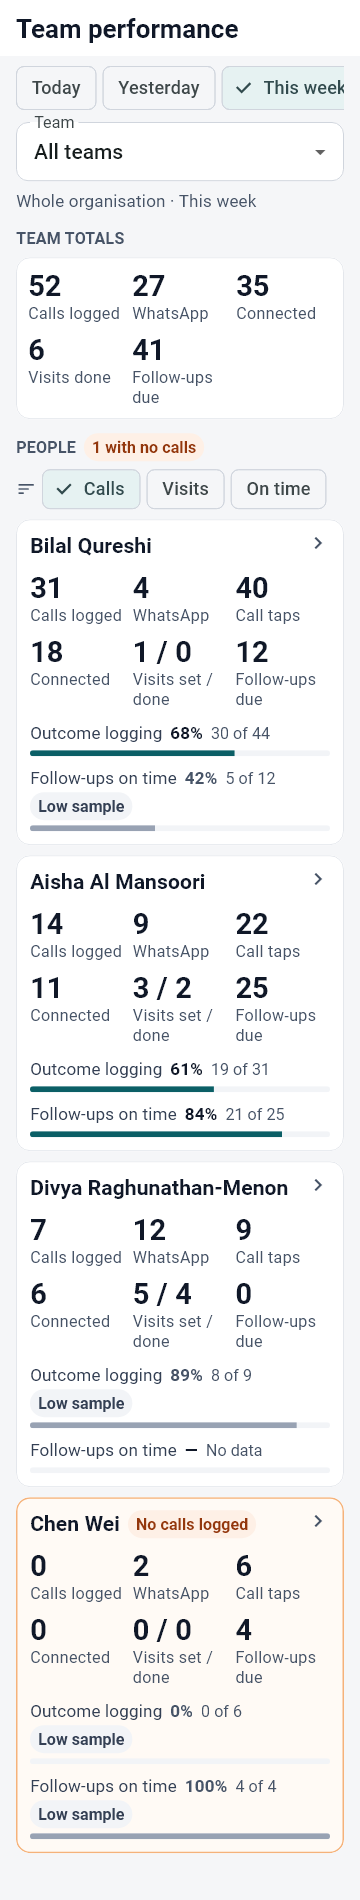 Team performance
Today Yesterday This week
Team
All teams
Whole organisation · This week
TEAM TOTALS
52 27 35
Calls logged WhatsApp Connected
6 41
Visits done Follow-ups
due
PEOPLE 1 with no calls
Calls Visits On time
Bilal Qureshi
31 4 40
Calls logged WhatsApp Call taps
18 1 / 0 12
Connected Visits set / Follow-ups
done due
Outcome logging 68% 30 of 44
Follow-ups on time 42% 5 of 12
Low sample
Aisha Al Mansoori
14 9 22
Calls logged WhatsApp Call taps
11 3 / 2 25
Connected Visits set / Follow-ups
done due
Outcome logging 61% 19 of 31
Follow-ups on time 84% 21 of 25
Divya Raghunathan-Menon
7 12 9
Calls logged WhatsApp Call taps
6 5 / 4 0
Connected Visits set / Follow-ups
done due
Outcome logging 89% 8 of 9
Low sample
Follow-ups on time — No data
Chen Wei No calls logged
0 2 6
Calls logged WhatsApp Call taps
0 0 / 0 4
Connected Visits set / Follow-ups
done due
Outcome logging 0% 0 of 6
Low sample
Follow-ups on time 100% 4 of 4
Low sample